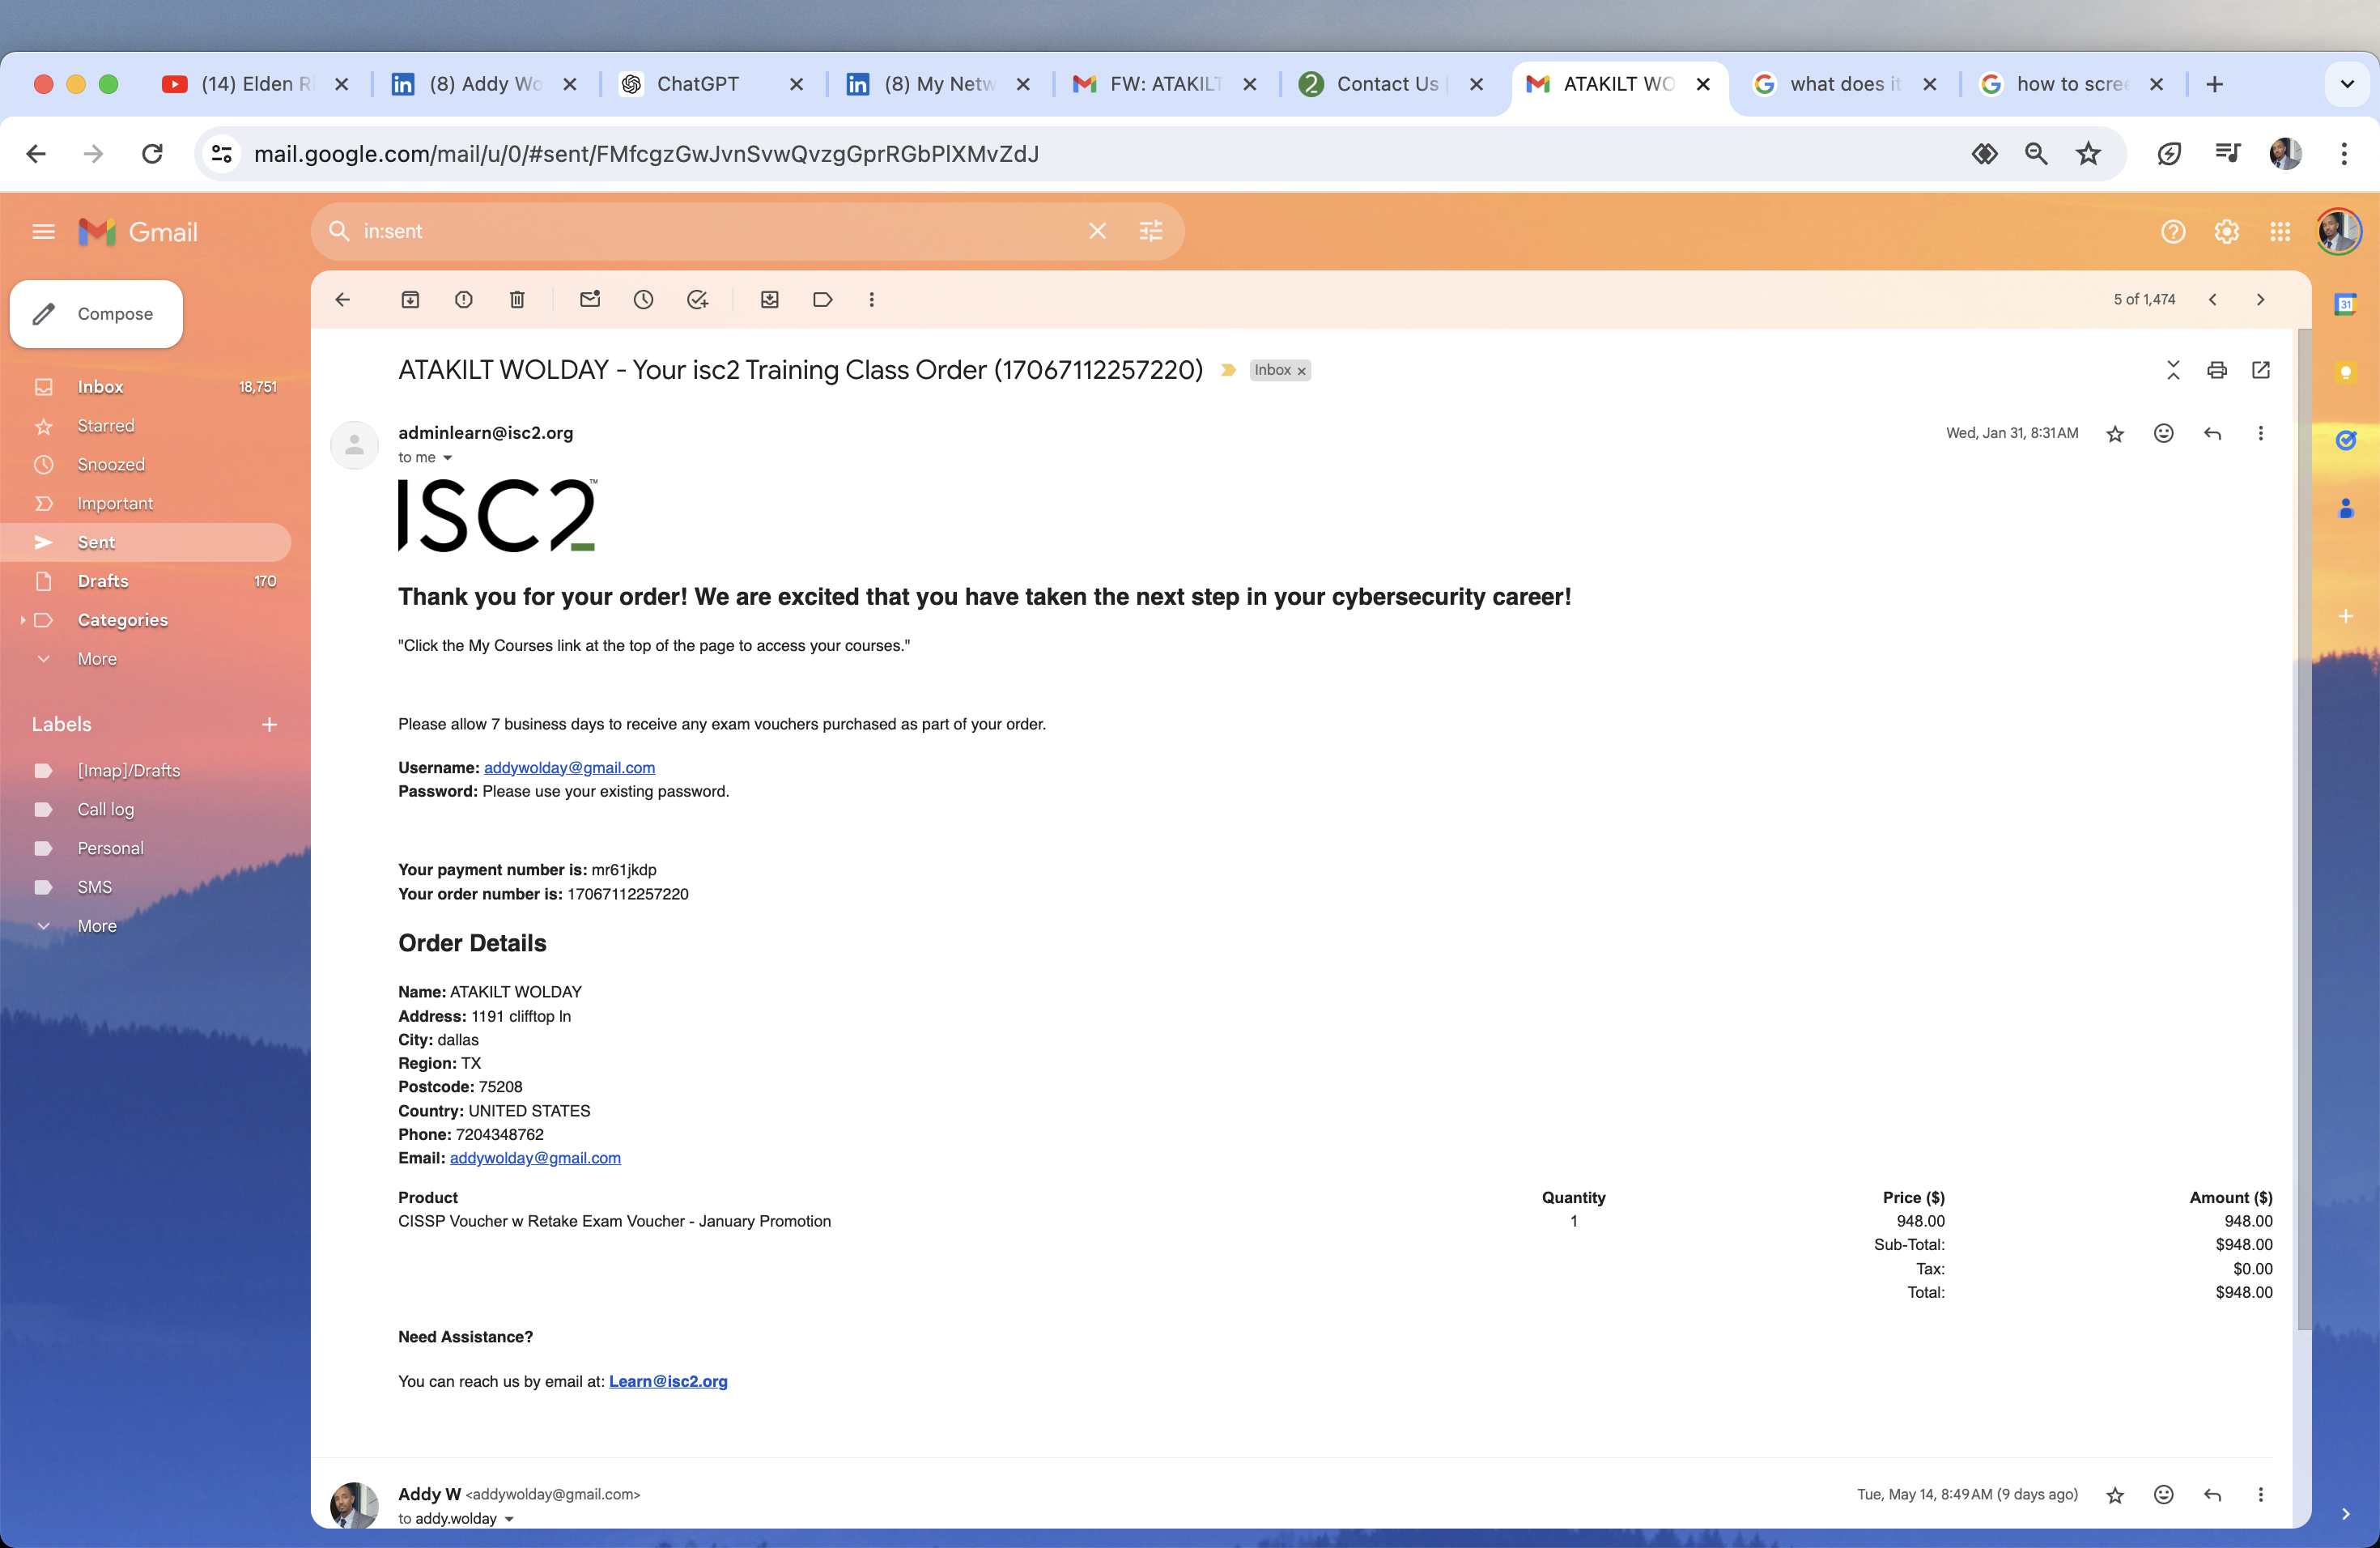 (14) Elden R
(8) Addy Wo
ChatGPT
(8) My Netw
FW: ATAKILT
Contact Us
ATAKILT WO
what does it
how to scree
mail.google.com/mail/u/0/#sent/FMfcgzGwJvnSvwQvzgGprRGbPlXMvZdJ
Gmail
in:sent
Compose
5 of 1,474
Inbox 18,751
Starred
Snoozed
Important
Sent
Drafts 170
Categories
More
Labels
[Imap]/Drafts
Call log
Personal
SMS
More
ATAKILT WOLDAY - Your isc2 Training Class Order (17067112257220) Inbox x
adminlearn@isc2.org Wed, Jan 31, 8:31 AM
to me
ISC2™
Thank you for your order! We are excited that you have taken the next step in your cybersecurity career!
"Click the My Courses link at the top of the page to access your courses."
Please allow 7 business days to receive any exam vouchers purchased as part of your order.
Username: addywolday@gmail.com
Password: Please use your existing password.
Your payment number is: mr61jkdp
Your order number is: 17067112257220
Order Details
Name: ATAKILT WOLDAY
Address: 1191 clifftop ln
City: dallas
Region: TX
Postcode: 75208
Country: UNITED STATES
Phone: 7204348762
Email: addywolday@gmail.com
Product Quantity Price ($) Amount ($)
CISSP Voucher w Retake Exam Voucher - January Promotion 1 948.00 948.00
Sub-Total: $948.00
Tax: $0.00
Total: $948.00
Need Assistance?
You can reach us by email at: Learn@isc2.org
Addy W <addywolday@gmail.com> Tue, May 14, 8:49 AM (9 days ago)
to addy.wolday
31